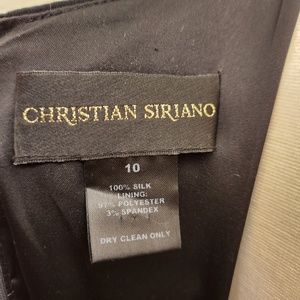 CHRISTIAN SIRIANO
10
100% SILK
LINING:
97% POLYESTER
3% SPANDEX
DRY CLEAN ONLY